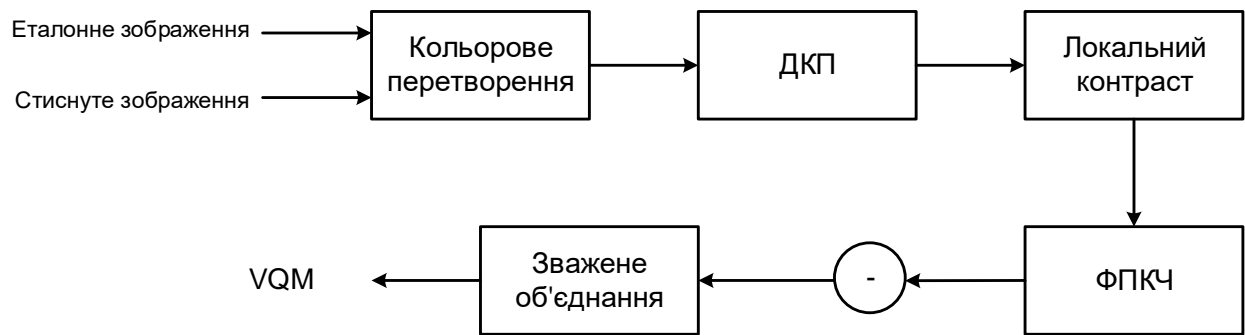 Еталонне зображення
Стиснуте зображення
Кольорове
перетворення
ДКП
Локальний
контраст
VQM
Зважене
об'єднання
-
ФПКЧ